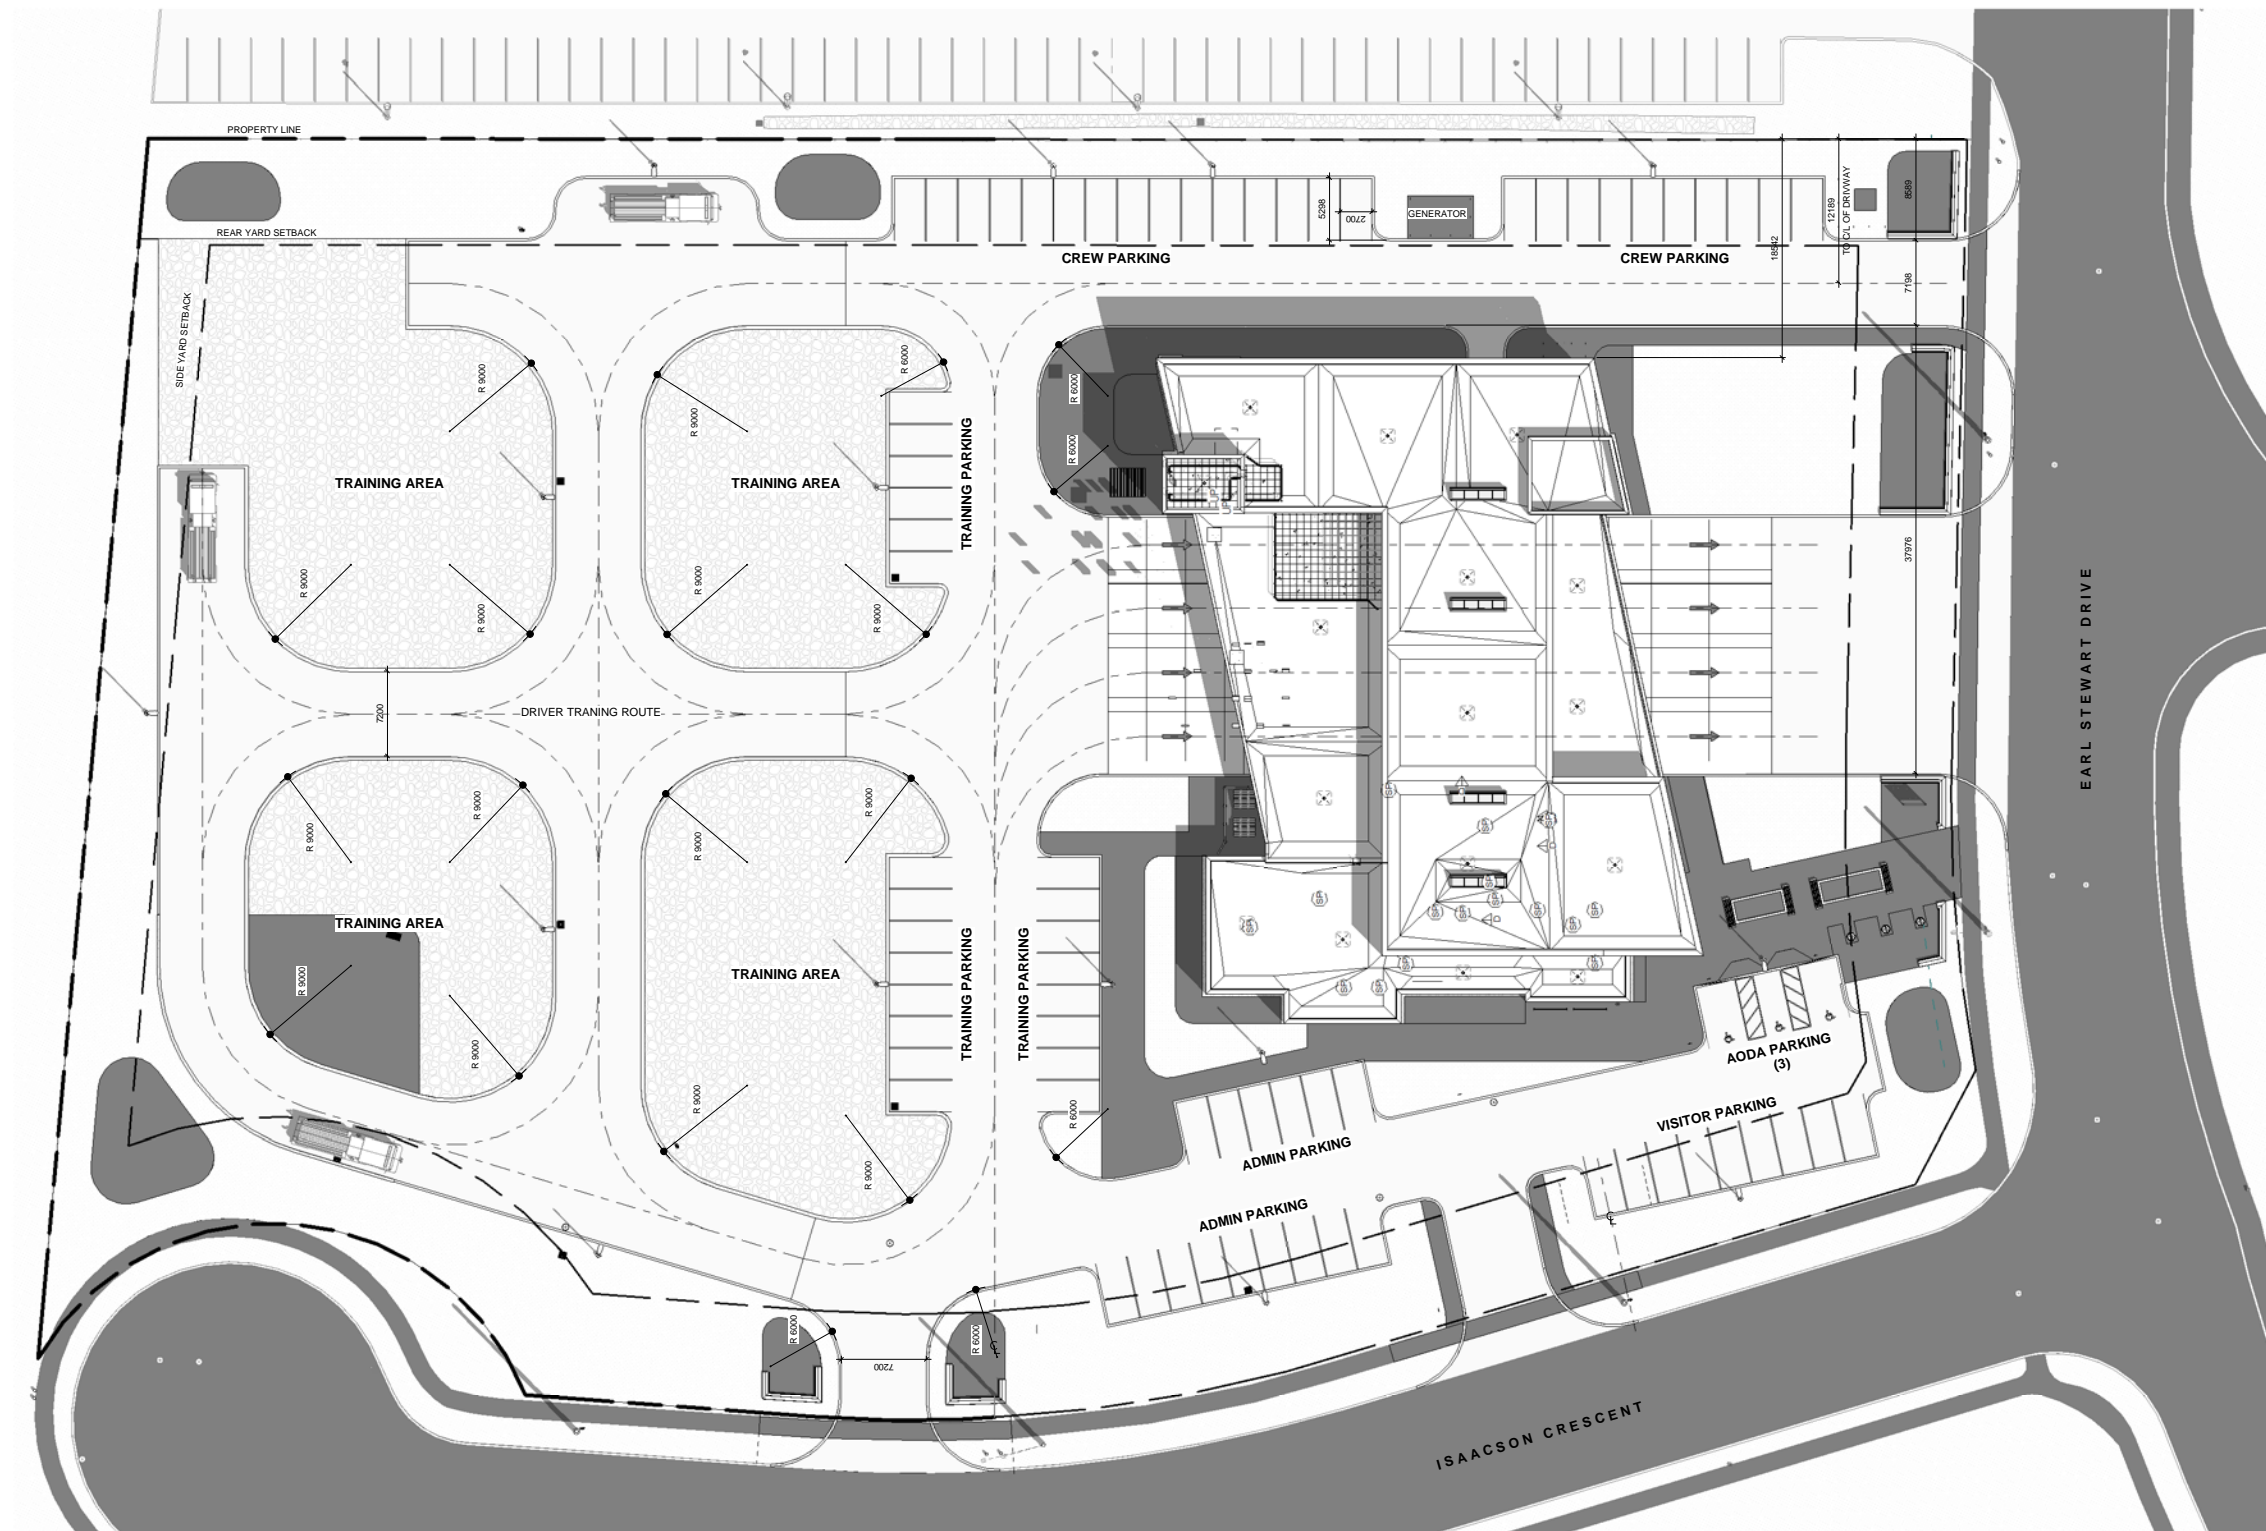 PROPERTY LINE
REAR YARD SETBACK
SIDE YARD SETBACK
CREW PARKING
GENERATOR
CREW PARKING
5298
2700
18542
12189
TO C/L OF DRIVWAY
8589
7198
37976
R 9000
R 9000
R 6000
R 6000
R 6000
TRAINING AREA
TRAINING AREA
TRAINING PARKING
R 9000
R 9000
R 9000
R 9000
UP
UP
7200
DRIVER TRANING ROUTE
EARL STEWART DRIVE
R 9000
R 9000
R 9000
R 9000
TRAINING AREA
TRAINING AREA
R 9000
R 9000
TRAINING PARKING
TRAINING PARKING
R 9000
R 9000
R 6000
AODA PARKING
(3)
VISITOR PARKING
ADMIN PARKING
ADMIN PARKING
R 6000
R 6000
7200
ISAACSON CRESCENT